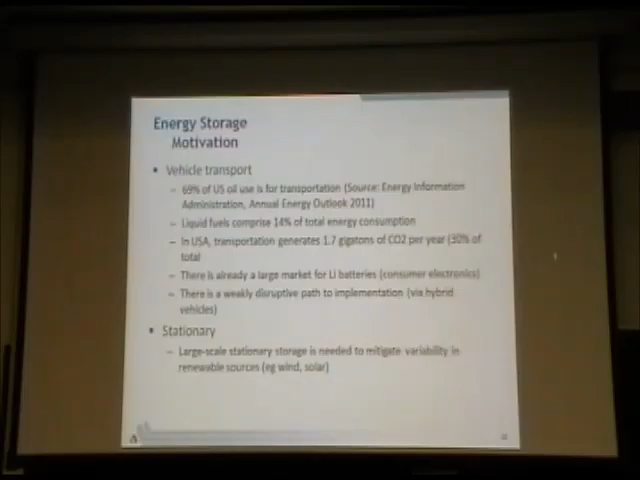 Energy Storage
Motivation
• Vehicle transport
– 69% of US oil use is for transportation (Source: Energy Information
Administration, Annual Energy Outlook 2011)
– Liquid fuels comprise 14% of total energy consumption
– In USA, transportation generates 1.7 gigatons of CO2 per year (30% of
total
– There is already a large market for Li batteries (consumer electronics)
– There is a weakly disruptive path to implementation (via hybrid
vehicles)
• Stationary
– Large-scale stationary storage is needed to mitigate variability in
renewable sources (eg wind, solar)